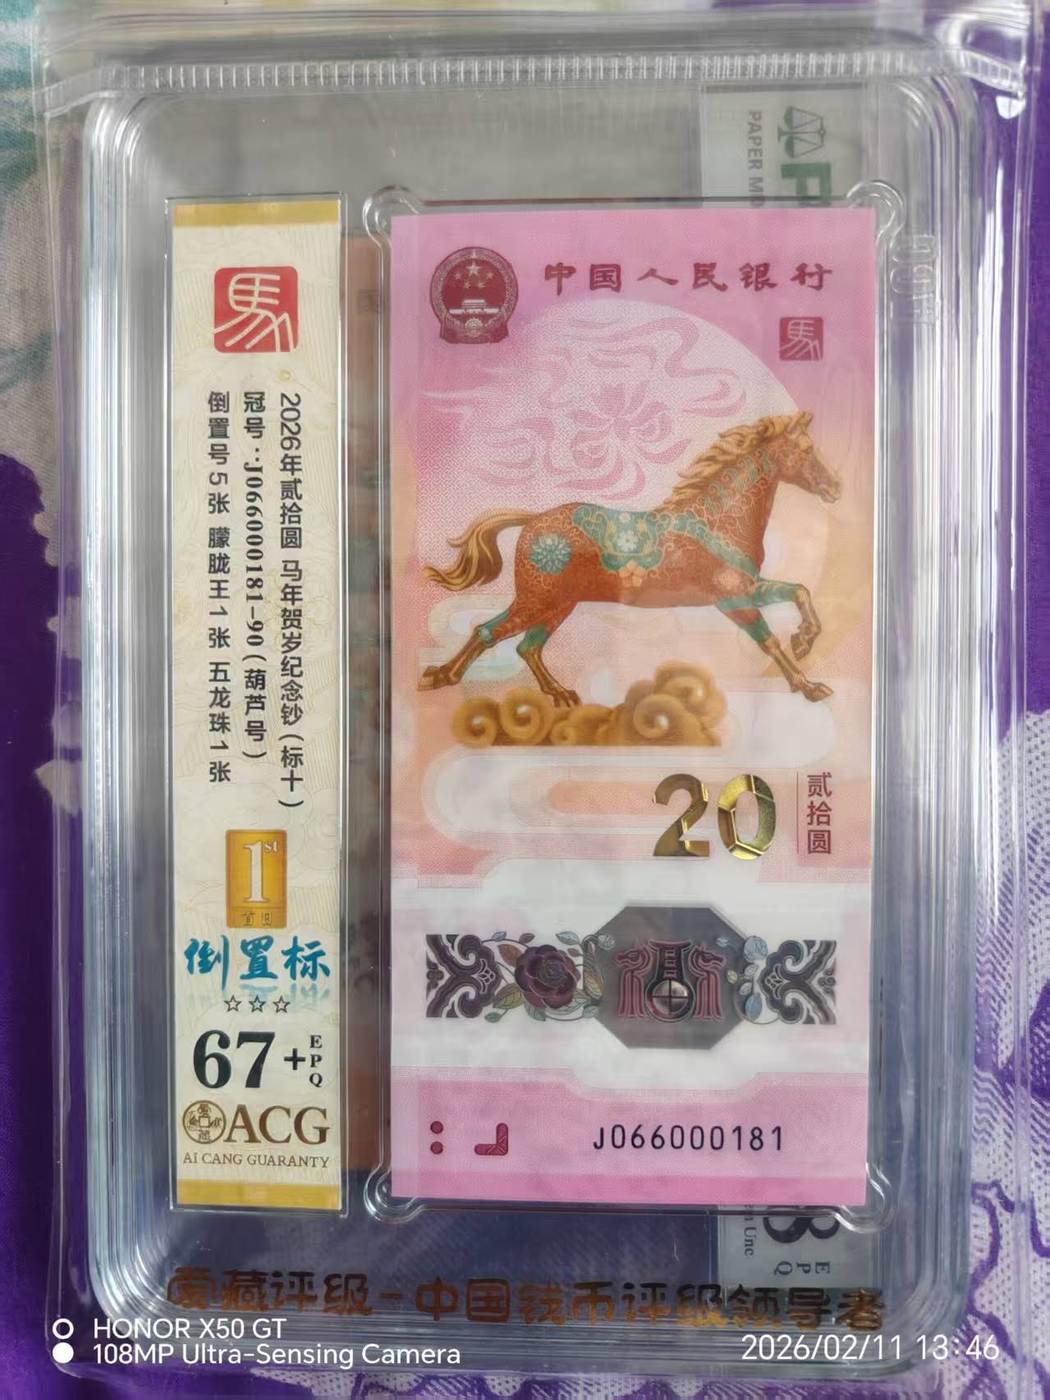 PAPER MO
馬
2026年贰拾圆 马年贺岁纪念钞(标十)
冠号:J066000181-90(葫芦号)
倒置号5张 朦胧王1张 五龙珠1张
1st
倒置标
☆☆☆
67+EPQ
ACG
AI CANG GUARANTY
中国人民银行
馬
20
贰拾圆
福
J066000181
EPQ
爱藏评级-中国钱币评级领导者
HONOR X50 GT
108MP Ultra-Sensing Camera
2026/02/11 13:46